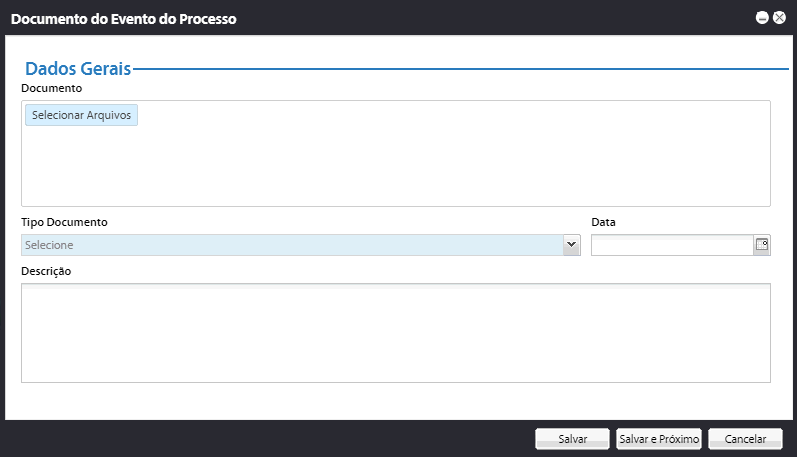 Documento do Evento do Processo
Dados Gerais
Documento
Selecionar Arquivos
Tipo Documento
Data
Selecione
Descrição
Salvar
Salvar e Próximo
Cancelar